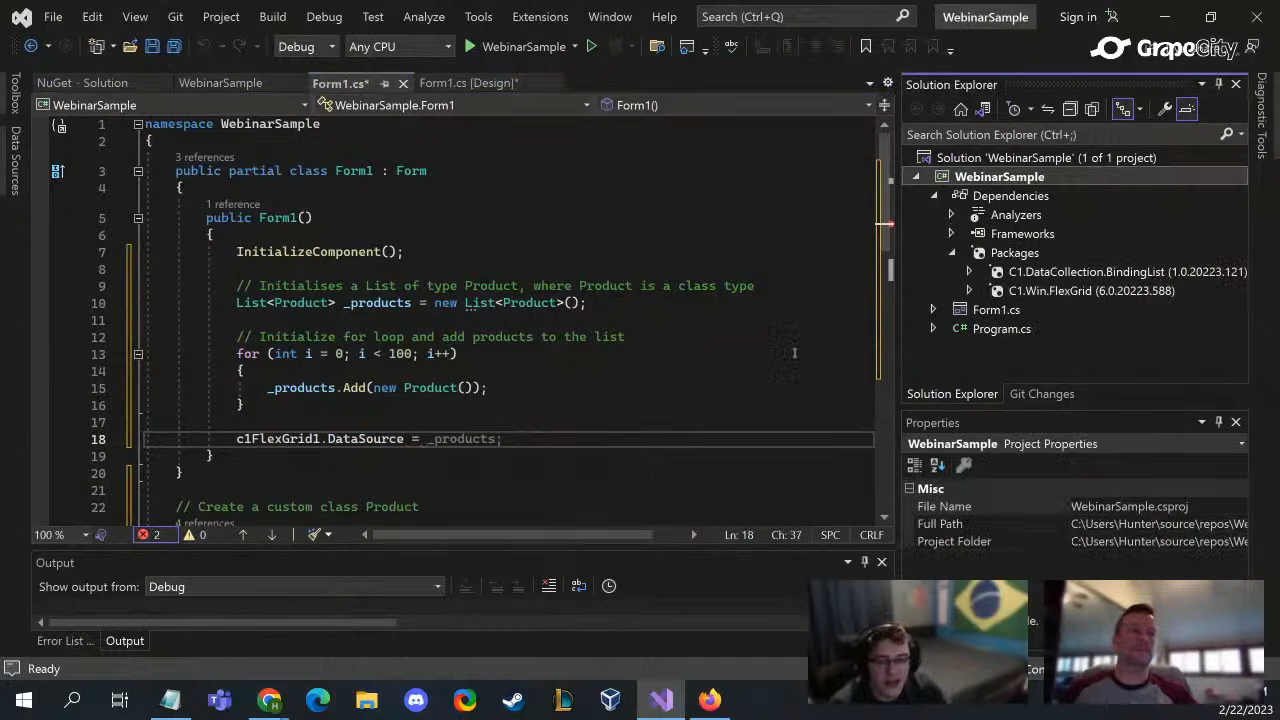 File Edit View Git Project Build Debug Test Analyze Tools Extensions Window Help Search (Ctrl+Q) WebinarSample Sign in
Debug Any CPU WebinarSample GrapeCity
Toolbox
Data Sources
NuGet - Solution WebinarSample Form1.cs* Form1.cs [Design]*
WebinarSample WebinarSample.Form1 Form1()
1 namespace WebinarSample
2 {
3 references
3 public partial class Form1 : Form
4 {
1 reference
5 public Form1()
6 {
7 InitializeComponent();
8
9 // Initialises a List of type Product, where Product is a class type
10 List<Product> _products = new List<Product>();
11
12 // Initialize for loop and add products to the list
13 for (int i = 0; i < 100; i++)
14 {
15 _products.Add(new Product());
16 }
17
18 c1FlexGrid1.DataSource = _products;
19 }
20 }
21
22 // Create a custom class Product
4 references
100 % 2 0 Ln: 18 Ch: 37 SPC CRLF
Output
Show output from: Debug
Error List ... Output
Ready
Solution Explorer
Search Solution Explorer (Ctrl+;)
Solution 'WebinarSample' (1 of 1 project)
WebinarSample
Dependencies
Analyzers
Frameworks
Packages
C1.DataCollection.BindingList (1.0.20223.121)
C1.Win.FlexGrid (6.0.20223.588)
Form1.cs
Program.cs
Solution Explorer Git Changes
Properties
WebinarSample Project Properties
Misc
File Name WebinarSample.csproj
Full Path C:\Users\Hunter\source\repos\We
Project Folder C:\Users\Hunter\source\repos\We
Diagnostic Tools
2/22/2023